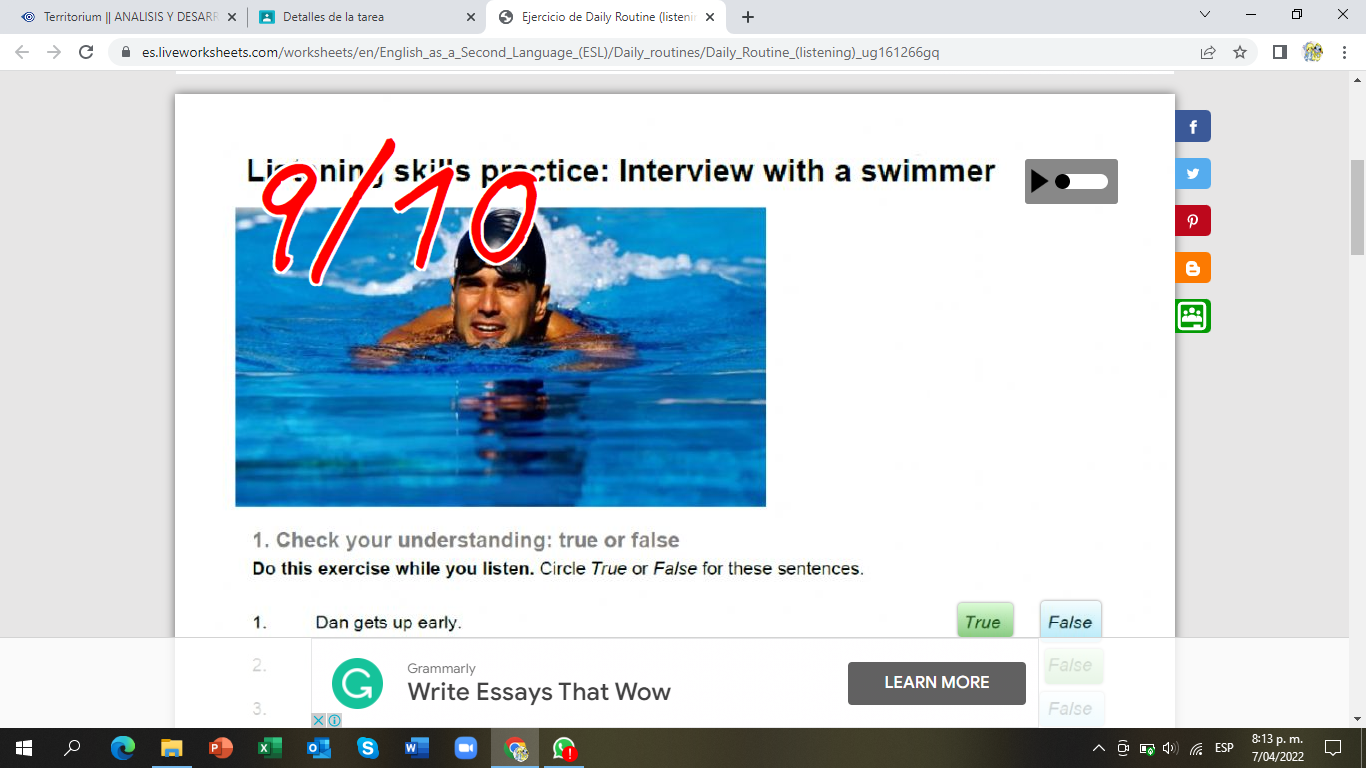 Territorium || ANALISIS Y DESARR
Detalles de la tarea
Ejercicio de Daily Routine (listenin
es.liveworksheets.com/worksheets/en/English_as_a_Second_Language_(ESL)/Daily_routines/Daily_Routine_(listening)_ug161266gq
Listening skills practice: Interview with a swimmer
9/10
1. Check your understanding: true or false
Do this exercise while you listen. Circle True or False for these sentences.
1. Dan gets up early. True False
2. False
3. False
Grammarly
Write Essays That Wow
LEARN MORE
ESP
8:13 p. m.
7/04/2022